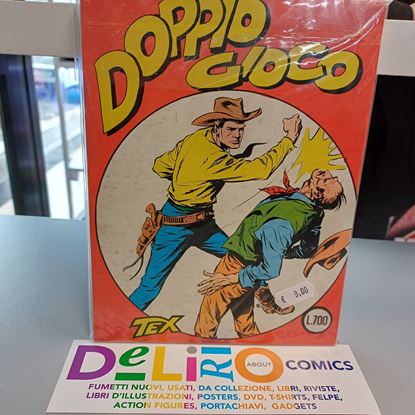 DOPPIO
GIOCO
€ 9,00
L.700
TEX
DeLiRIO ABOUT COMICS
FUMETTI NUOVI, USATI, DA COLLEZIONE, LIBRI, RIVISTE,
LIBRI D'ILLUSTRAZIONI, POSTERS, DVD, T-SHIRTS, FELPE,
ACTION FIGURES, PORTACHIAVI, GADGETS